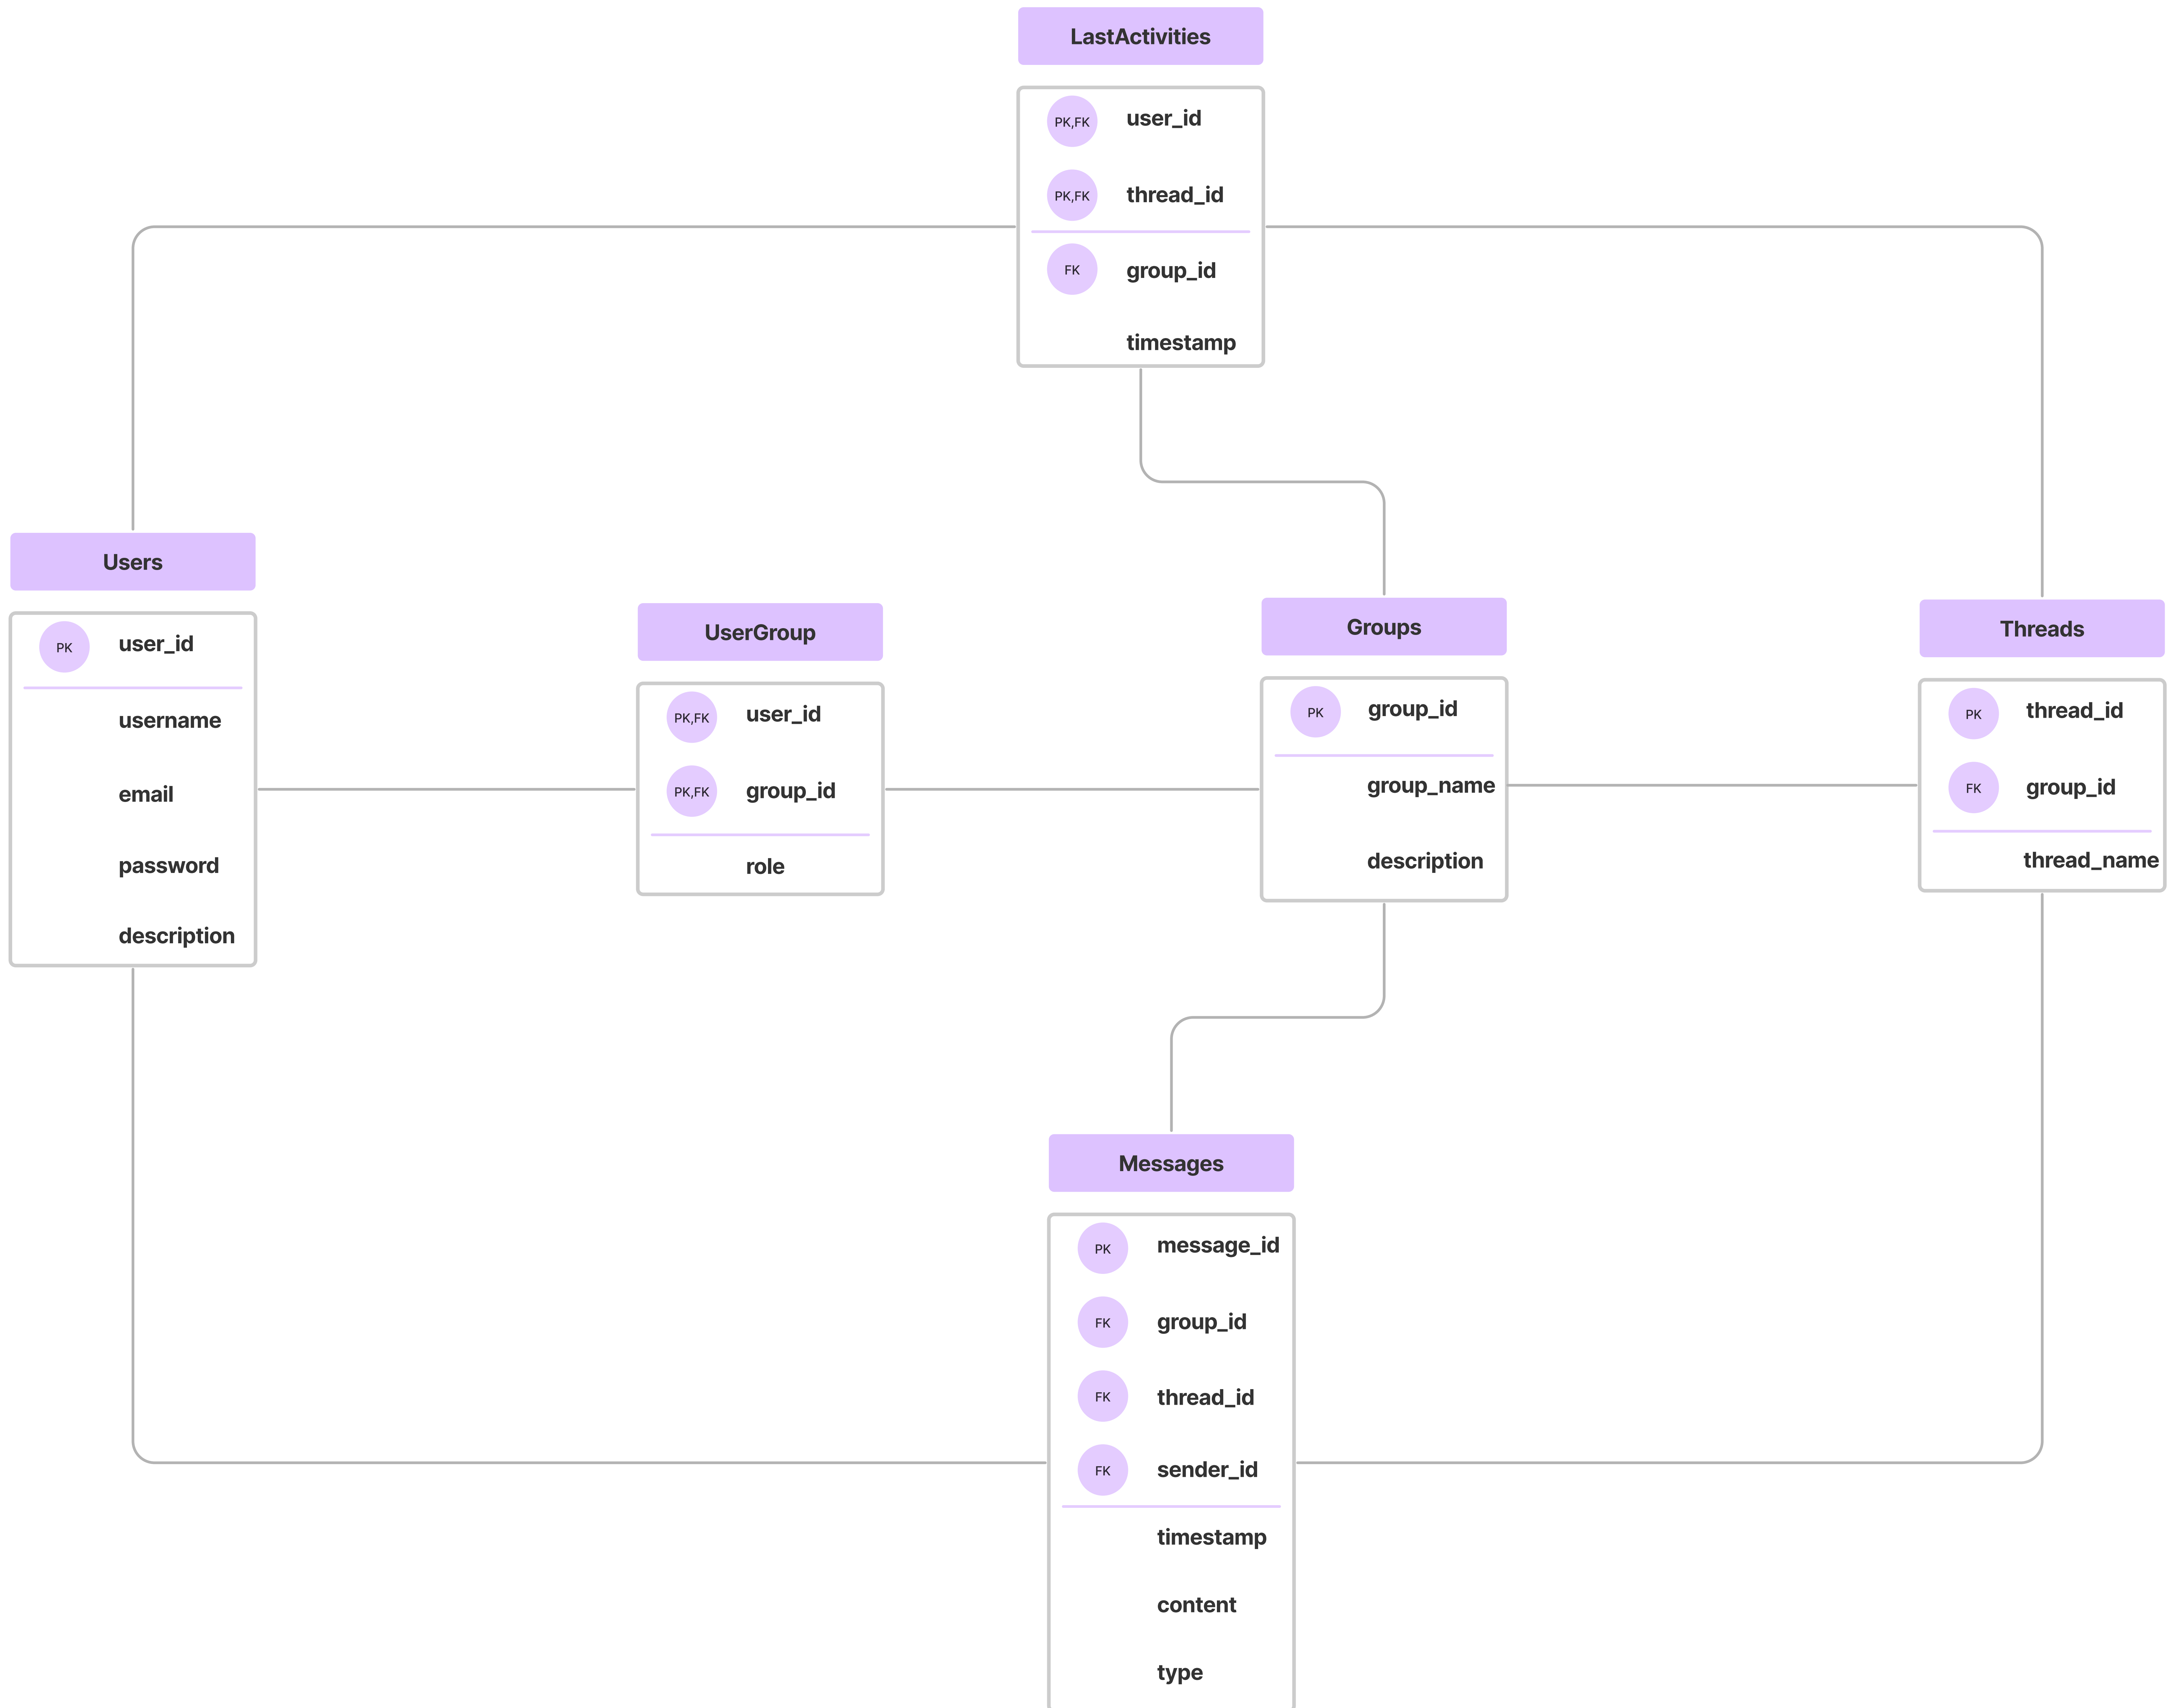 LastActivities
PK,FK user_id
PK,FK thread_id
FK group_id
timestamp
Users
PK user_id
username
email
password
description
UserGroup
PK,FK user_id
PK,FK group_id
role
Groups
PK group_id
group_name
description
Threads
PK thread_id
FK group_id
thread_name
Messages
PK message_id
FK group_id
FK thread_id
FK sender_id
timestamp
content
type